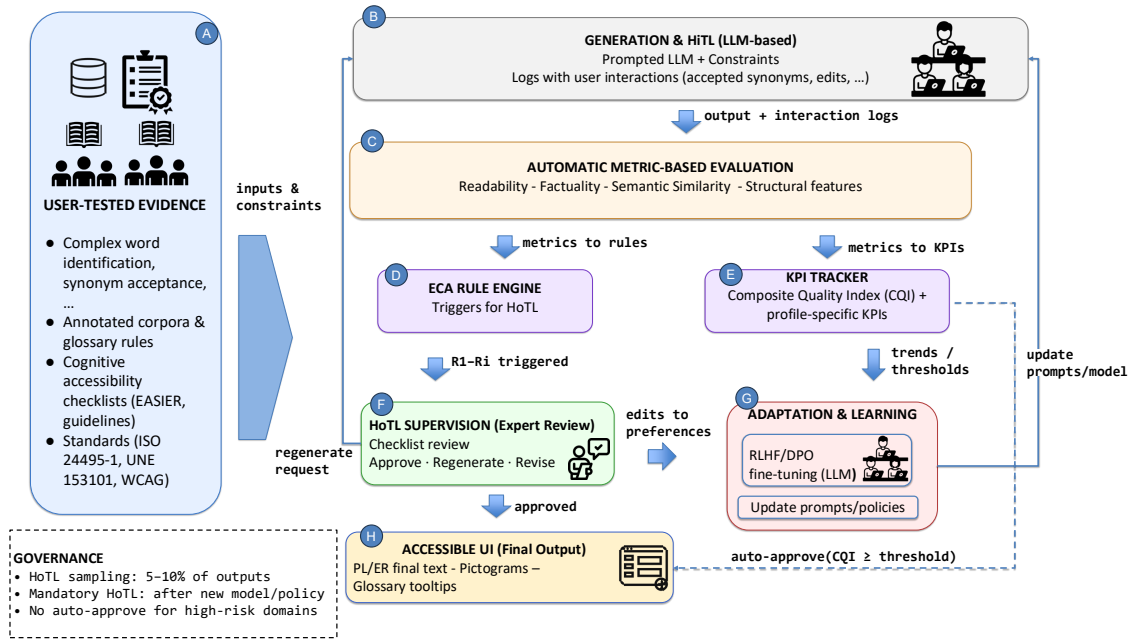 A
USER-TESTED EVIDENCE
● Complex word
identification,
synonym acceptance,
…
● Annotated corpora &
glossary rules
● Cognitive
accessibility
checklists (EASIER,
guidelines)
● Standards (ISO
24495-1, UNE
153101, WCAG)
inputs &
constraints
B
GENERATION & HiTL (LLM-based)
Prompted LLM + Constraints
Logs with user interactions (accepted synonyms, edits, …)
output + interaction logs
C
AUTOMATIC METRIC-BASED EVALUATION
Readability - Factuality - Semantic Similarity - Structural features
metrics to rules
metrics to KPIs
D
ECA RULE ENGINE
Triggers for HoTL
E
KPI TRACKER
Composite Quality Index (CQI) +
profile-specific KPIs
R1–Ri triggered
trends /
thresholds
update
prompts/model
F
HoTL SUPERVISION (Expert Review)
Checklist review
Approve · Regenerate · Revise
regenerate
request
edits to
preferences
G
ADAPTATION & LEARNING
RLHF/DPO
fine-tuning (LLM)
Update prompts/policies
approved
H
ACCESSIBLE UI (Final Output)
PL/ER final text - Pictograms –
Glossary tooltips
auto-approve(CQI ≥ threshold)
GOVERNANCE
• HoTL sampling: 5–10% of outputs
• Mandatory HoTL: after new model/policy
• No auto-approve for high-risk domains